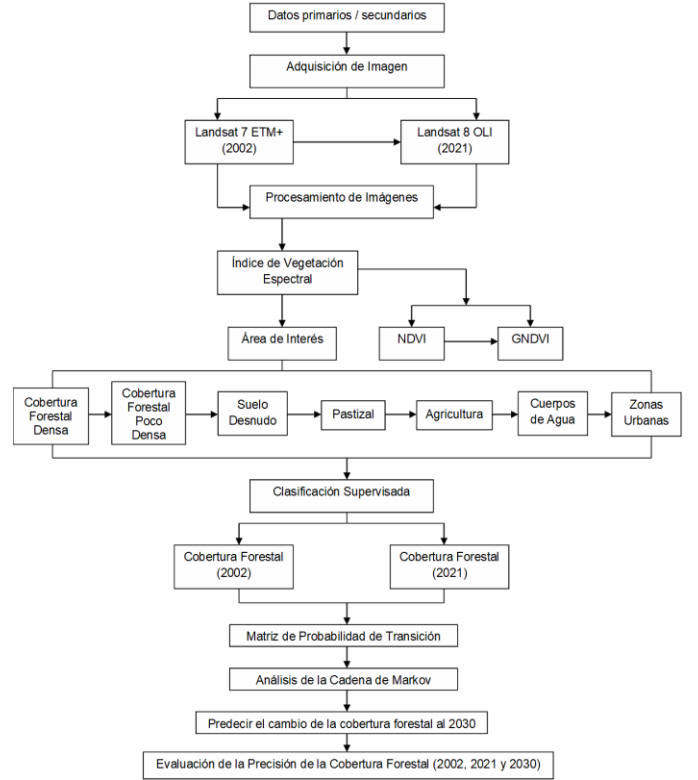 Datos primarios / secundarios
Adquisición de Imagen
Landsat 7 ETM+
(2002)
Landsat 8 OLI
(2021)
Procesamiento de Imágenes
Índice de Vegetación
Espectral
Área de Interés
NDVI
GNDVI
Cobertura
Forestal
Densa
Cobertura
Forestal
Poco
Densa
Suelo
Desnudo
Pastizal
Agricultura
Cuerpos
de Agua
Zonas
Urbanas
Clasificación Supervisada
Cobertura Forestal
(2002)
Cobertura Forestal
(2021)
Matriz de Probabilidad de Transición
Análisis de la Cadena de Markov
Predecir el cambio de la cobertura forestal al 2030
Evaluación de la Precisión de la Cobertura Forestal (2002, 2021 y 2030)